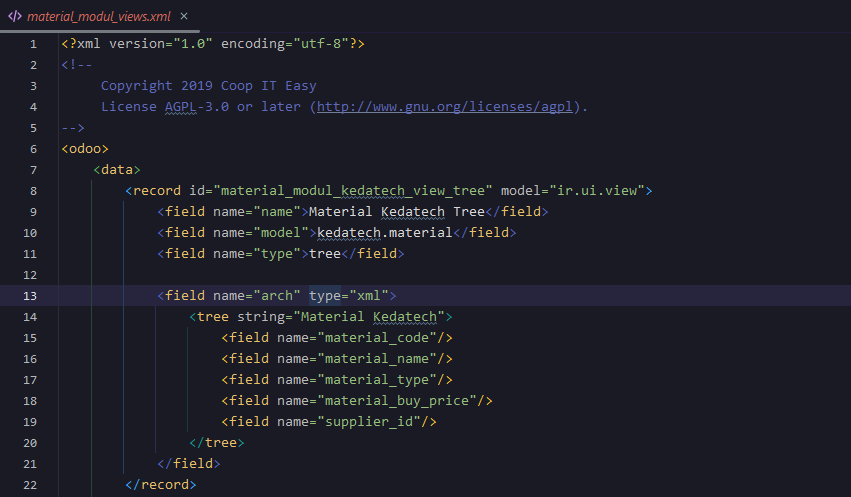 material_modul_views.xml ×
1 <?xml version="1.0" encoding="utf-8"?>
2 <!--
3 Copyright 2019 Coop IT Easy
4 License AGPL-3.0 or later (http://www.gnu.org/licenses/agpl).
5 -->
6 <odoo>
7 <data>
8 <record id="material_modul_kedatech_view_tree" model="ir.ui.view">
9 <field name="name">Material Kedatech Tree</field>
10 <field name="model">kedatech.material</field>
11 <field name="type">tree</field>
12
13 <field name="arch" type="xml">
14 <tree string="Material Kedatech">
15 <field name="material_code"/>
16 <field name="material_name"/>
17 <field name="material_type"/>
18 <field name="material_buy_price"/>
19 <field name="supplier_id"/>
20 </tree>
21 </field>
22 </record>